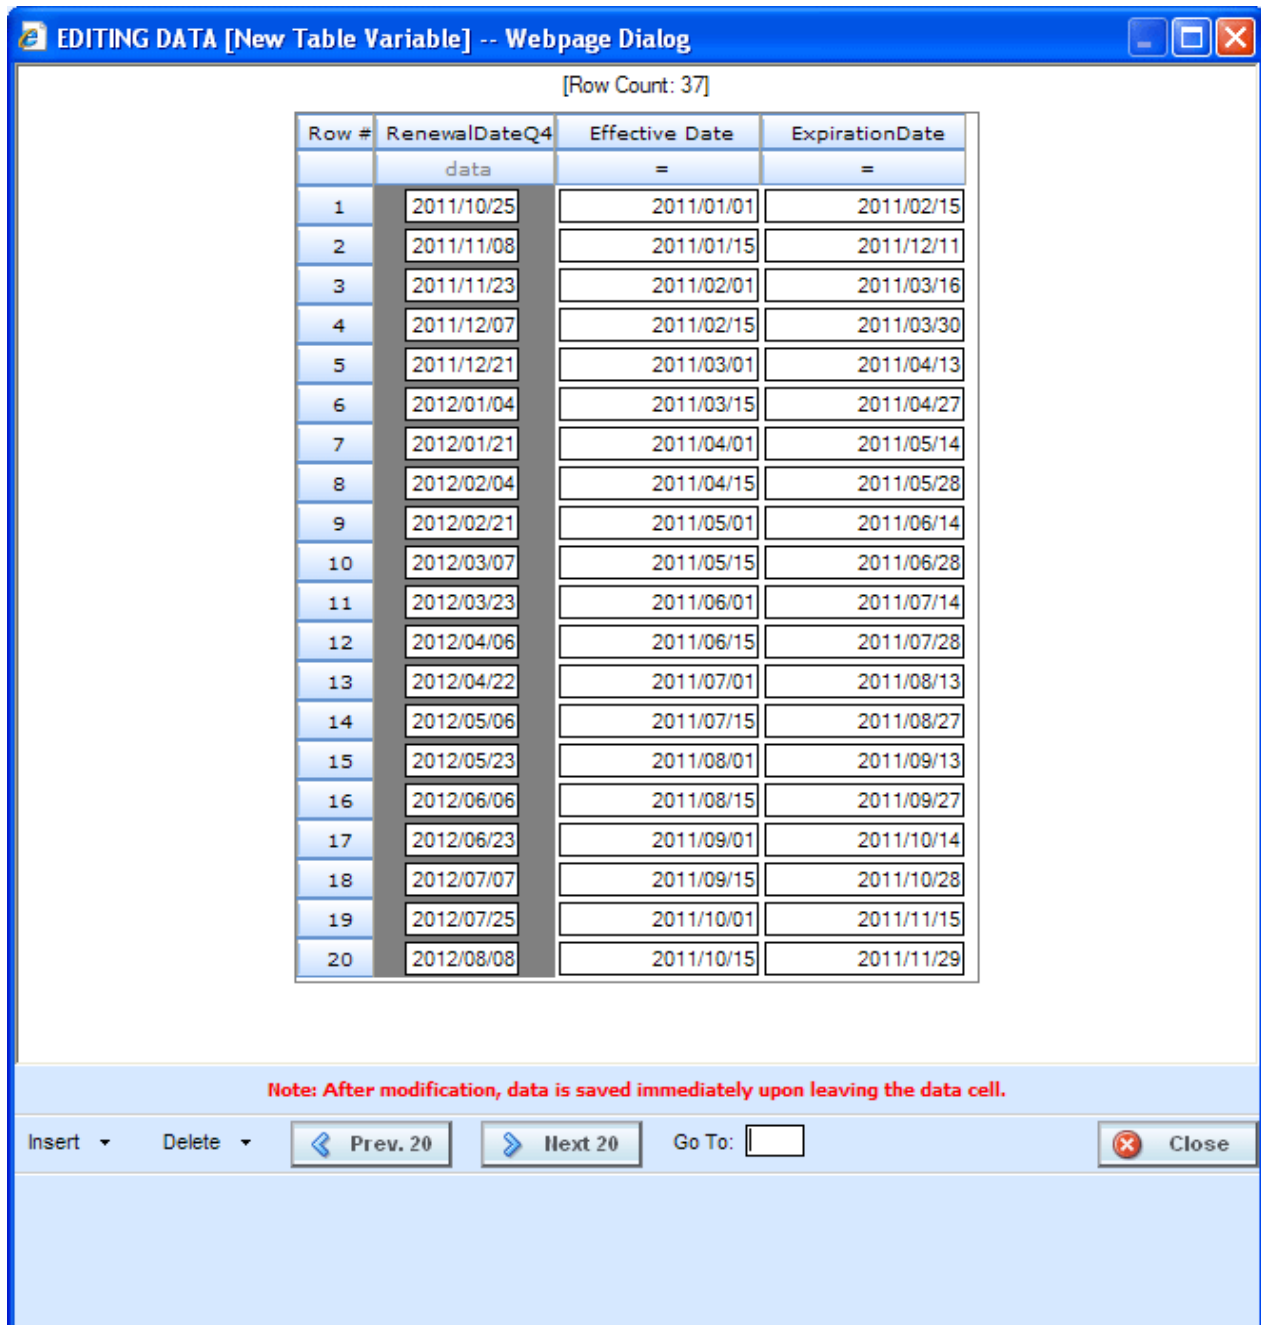 EDITING DATA [New Table Variable] -- Webpage Dialog
[Row Count: 37]
Row # RenewalDateQ4 Effective Date ExpirationDate
data = =
1 2011/10/25 2011/01/01 2011/02/15
2 2011/11/08 2011/01/15 2011/12/11
3 2011/11/23 2011/02/01 2011/03/16
4 2011/12/07 2011/02/15 2011/03/30
5 2011/12/21 2011/03/01 2011/04/13
6 2012/01/04 2011/03/15 2011/04/27
7 2012/01/21 2011/04/01 2011/05/14
8 2012/02/04 2011/04/15 2011/05/28
9 2012/02/21 2011/05/01 2011/06/14
10 2012/03/07 2011/05/15 2011/06/28
11 2012/03/23 2011/06/01 2011/07/14
12 2012/04/06 2011/06/15 2011/07/28
13 2012/04/22 2011/07/01 2011/08/13
14 2012/05/06 2011/07/15 2011/08/27
15 2012/05/23 2011/08/01 2011/09/13
16 2012/06/06 2011/08/15 2011/09/27
17 2012/06/23 2011/09/01 2011/10/14
18 2012/07/07 2011/09/15 2011/10/28
19 2012/07/25 2011/10/01 2011/11/15
20 2012/08/08 2011/10/15 2011/11/29
Note: After modification, data is saved immediately upon leaving the data cell.
Insert Delete Prev. 20 Next 20 Go To: Close